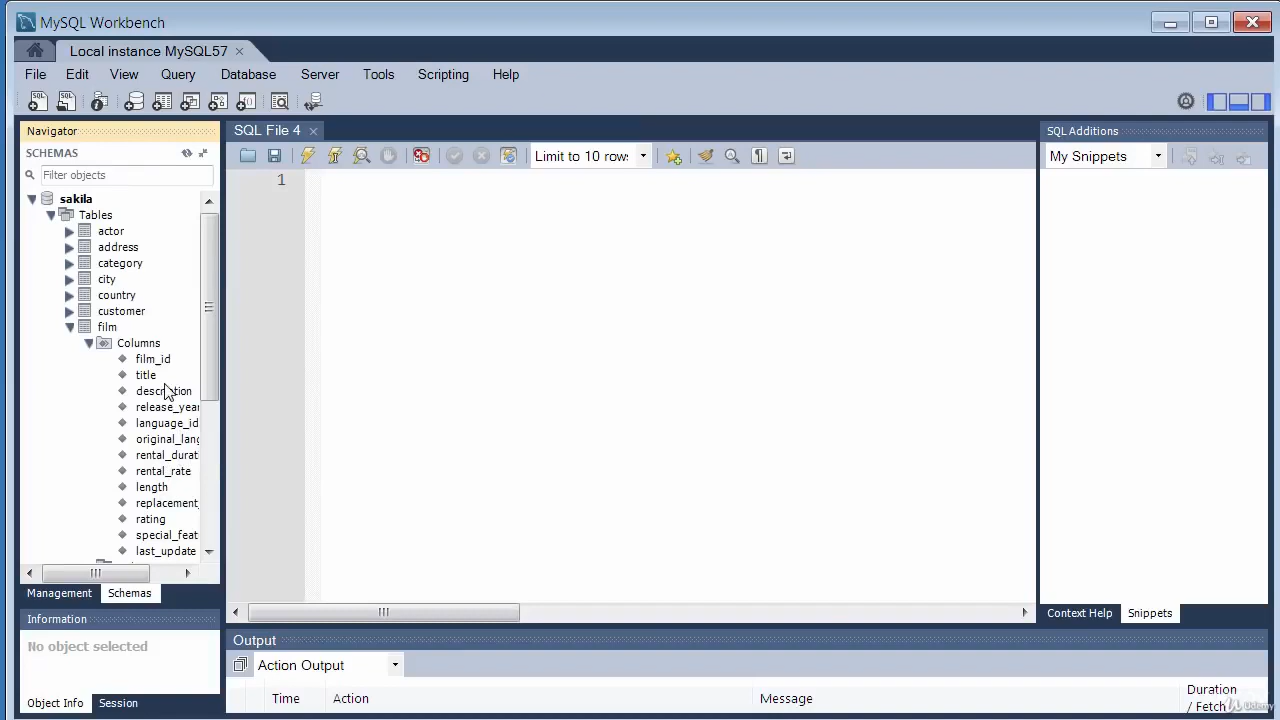 MySQL Workbench
Local instance MySQL57
File Edit View Query Database Server Tools Scripting Help
Navigator
SCHEMAS
Filter objects
sakila
Tables
actor
address
category
city
country
customer
film
Columns
film_id
title
description
release_year
language_id
original_lang
rental_durat
rental_rate
length
replacement_
rating
special_feat
last_update
Management Schemas
Information
No object selected
Object Info Session
SQL File 4
Limit to 10 rows
1
SQL Additions
My Snippets
Context Help Snippets
Output
Action Output
Time Action Message Duration
/ Fetch
Udemy